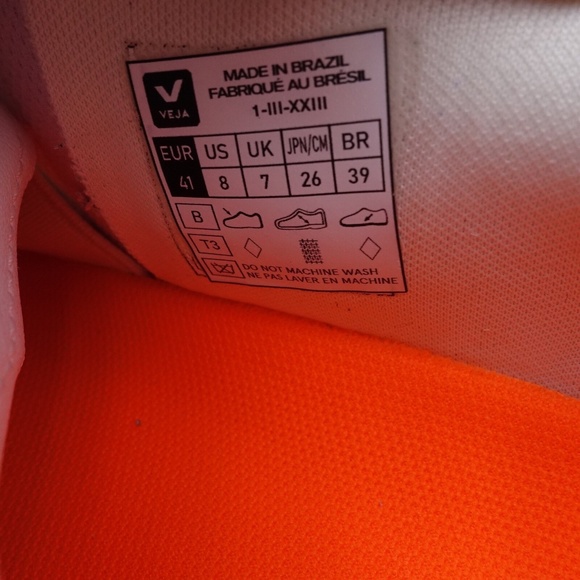 VEJA
MADE IN BRAZIL
FABRIQUÉ AU BRÉSIL
1-III-XXIII
EUR US UK JPN/CM BR
41 8 7 26 39
B
T3
DO NOT MACHINE WASH
NE PAS LAVER EN MACHINE